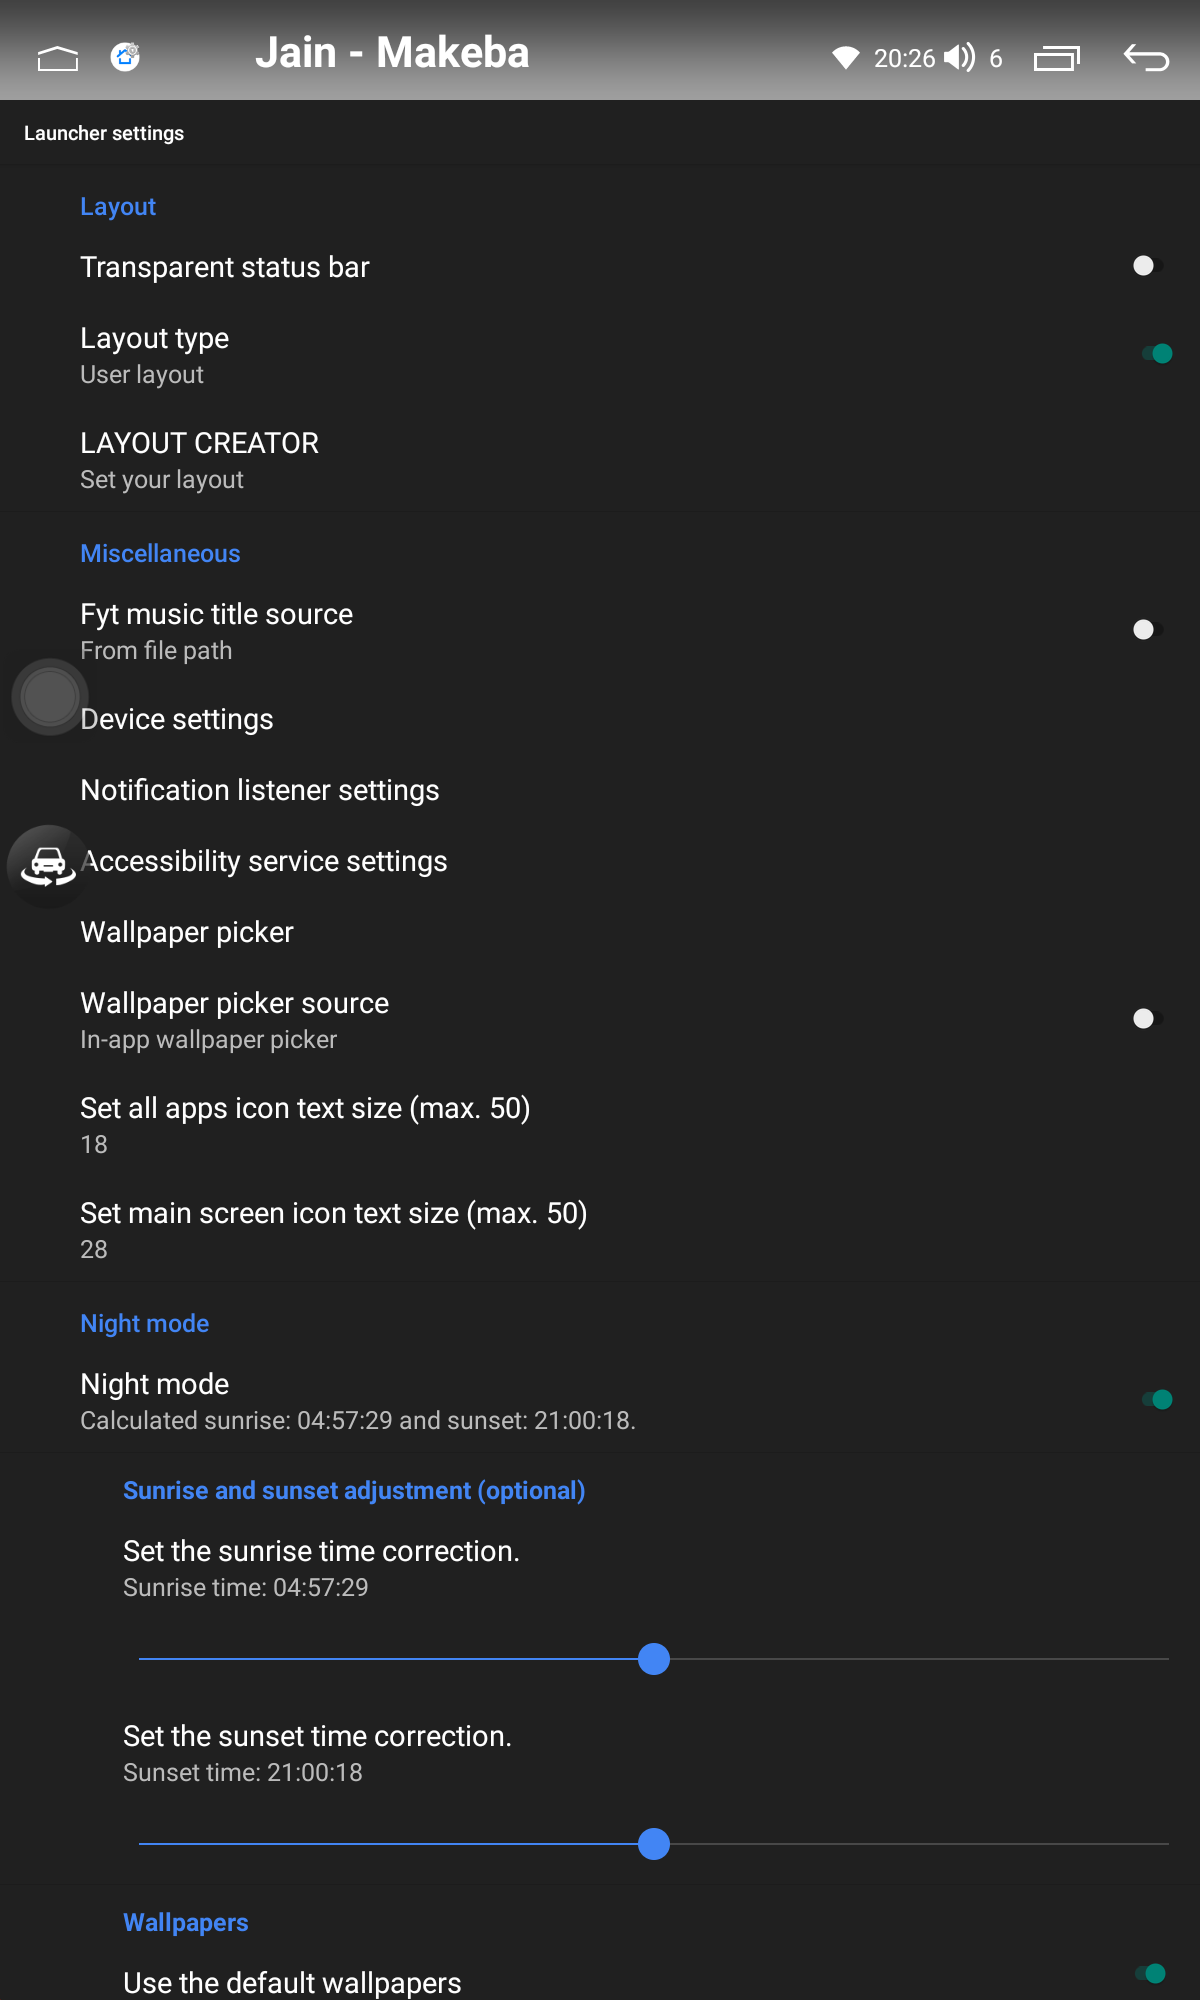 Jain - Makeba
20:26 6
Launcher settings
Layout
Transparent status bar
Layout type
User layout
LAYOUT CREATOR
Set your layout
Miscellaneous
Fyt music title source
From file path
Device settings
Notification listener settings
Accessibility service settings
Wallpaper picker
Wallpaper picker source
In-app wallpaper picker
Set all apps icon text size (max. 50)
18
Set main screen icon text size (max. 50)
28
Night mode
Night mode
Calculated sunrise: 04:57:29 and sunset: 21:00:18.
Sunrise and sunset adjustment (optional)
Set the sunrise time correction.
Sunrise time: 04:57:29
Set the sunset time correction.
Sunset time: 21:00:18
Wallpapers
Use the default wallpapers